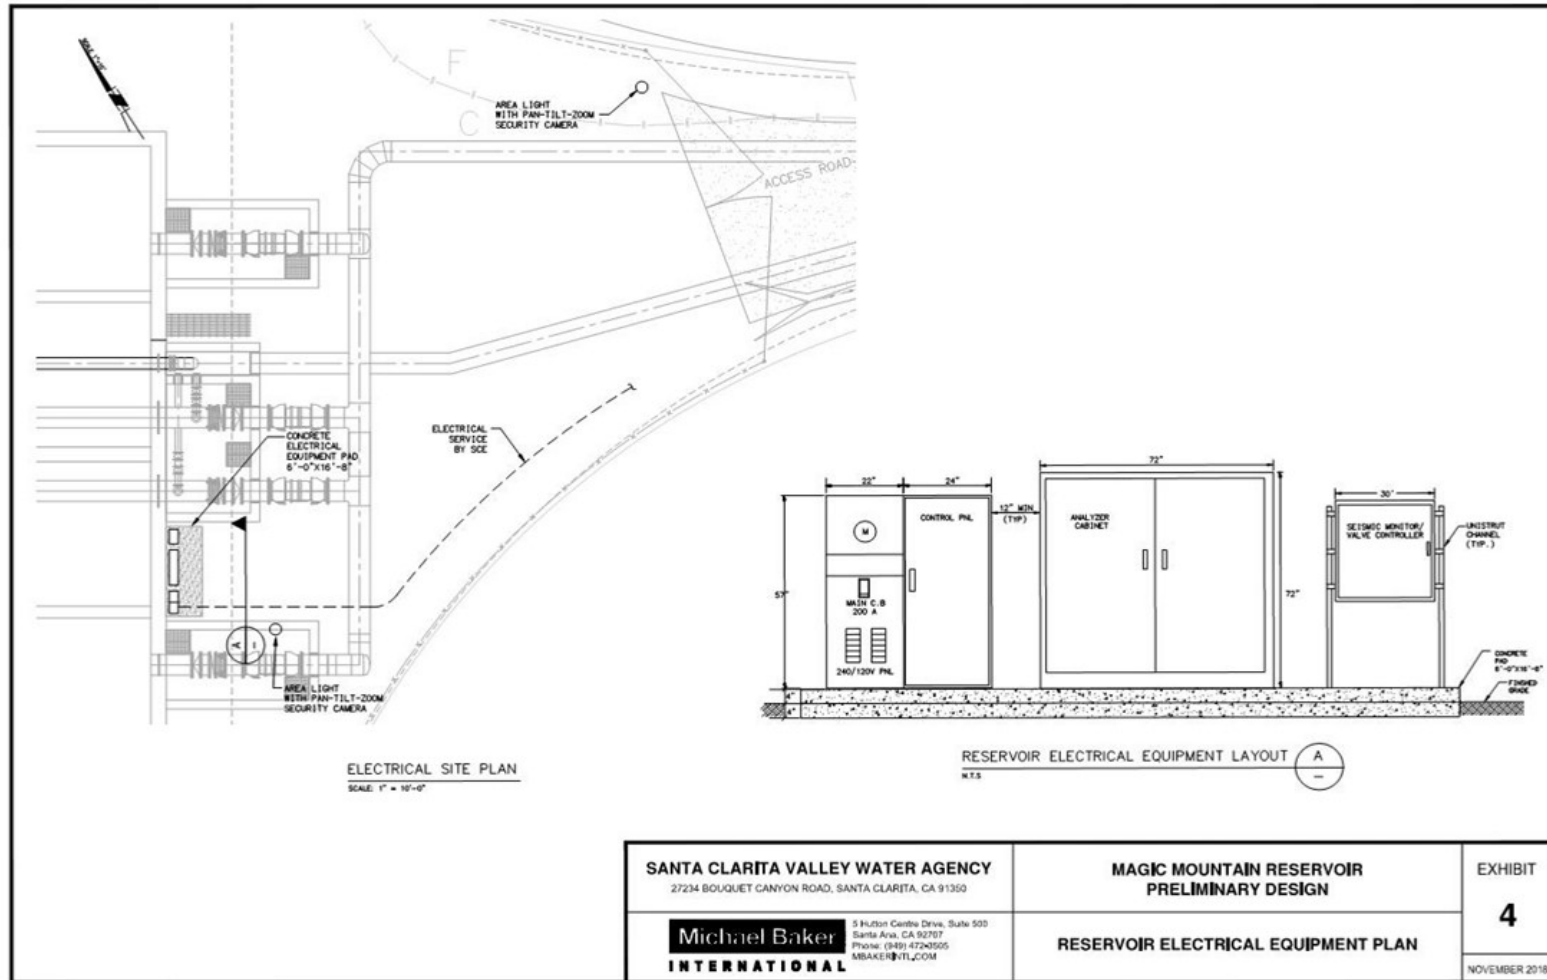 F
AREA LIGHT
WITH PAN-TILT-ZOOM
SECURITY CAMERA
C
ACCESS ROAD
CONCRETE
ELECTRICAL
EQUIPMENT PAD
6'-0"X16'-8"
ELECTRICAL
SERVICE
BY SCE
A
–
AREA LIGHT
WITH PAN-TILT-ZOOM
SECURITY CAMERA
ELECTRICAL SITE PLAN
SCALE: 1" = 10'-0"
22"
24"
12" MIN
(TYP)
72"
30'
57"
72"
M
MAIN C.B
200 A
240/120V PNL
CONTROL PNL
ANALYZER
CABINET
SEISMIC MONITOR/
VALVE CONTROLLER
UNISTRUT
CHANNEL
(TYP.)
CONCRETE
PAD
6'-0"X16'-8"
FINISHED
GRADE
4"
4"
RESERVOIR ELECTRICAL EQUIPMENT LAYOUT
N.T.S
A
–
SANTA CLARITA VALLEY WATER AGENCY
27234 BOUQUET CANYON ROAD, SANTA CLARITA, CA 91350
Michael Baker
INTERNATIONAL
5 Hutton Centre Drive, Suite 500
Santa Ana, CA 92707
Phone: (949) 472-3505
MBAKERINTL.COM
MAGIC MOUNTAIN RESERVOIR
PRELIMINARY DESIGN
RESERVOIR ELECTRICAL EQUIPMENT PLAN
EXHIBIT
4
NOVEMBER 2018